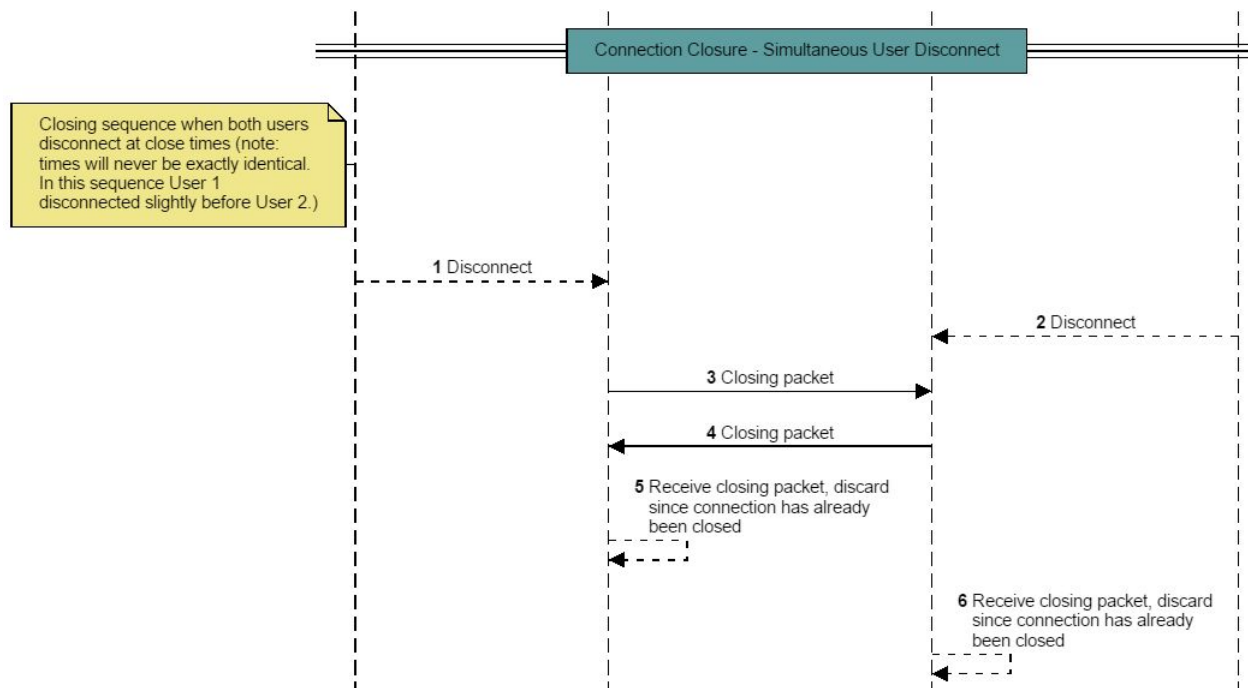 Connection Closure - Simultaneous User Disconnect
Closing sequence when both users
disconnect at close times (note:
times will never be exactly identical.
In this sequence User 1
disconnected slightly before User 2.)
1 Disconnect
2 Disconnect
3 Closing packet
4 Closing packet
5 Receive closing packet, discard
since connection has already
been closed
6 Receive closing packet, discard
since connection has already
been closed